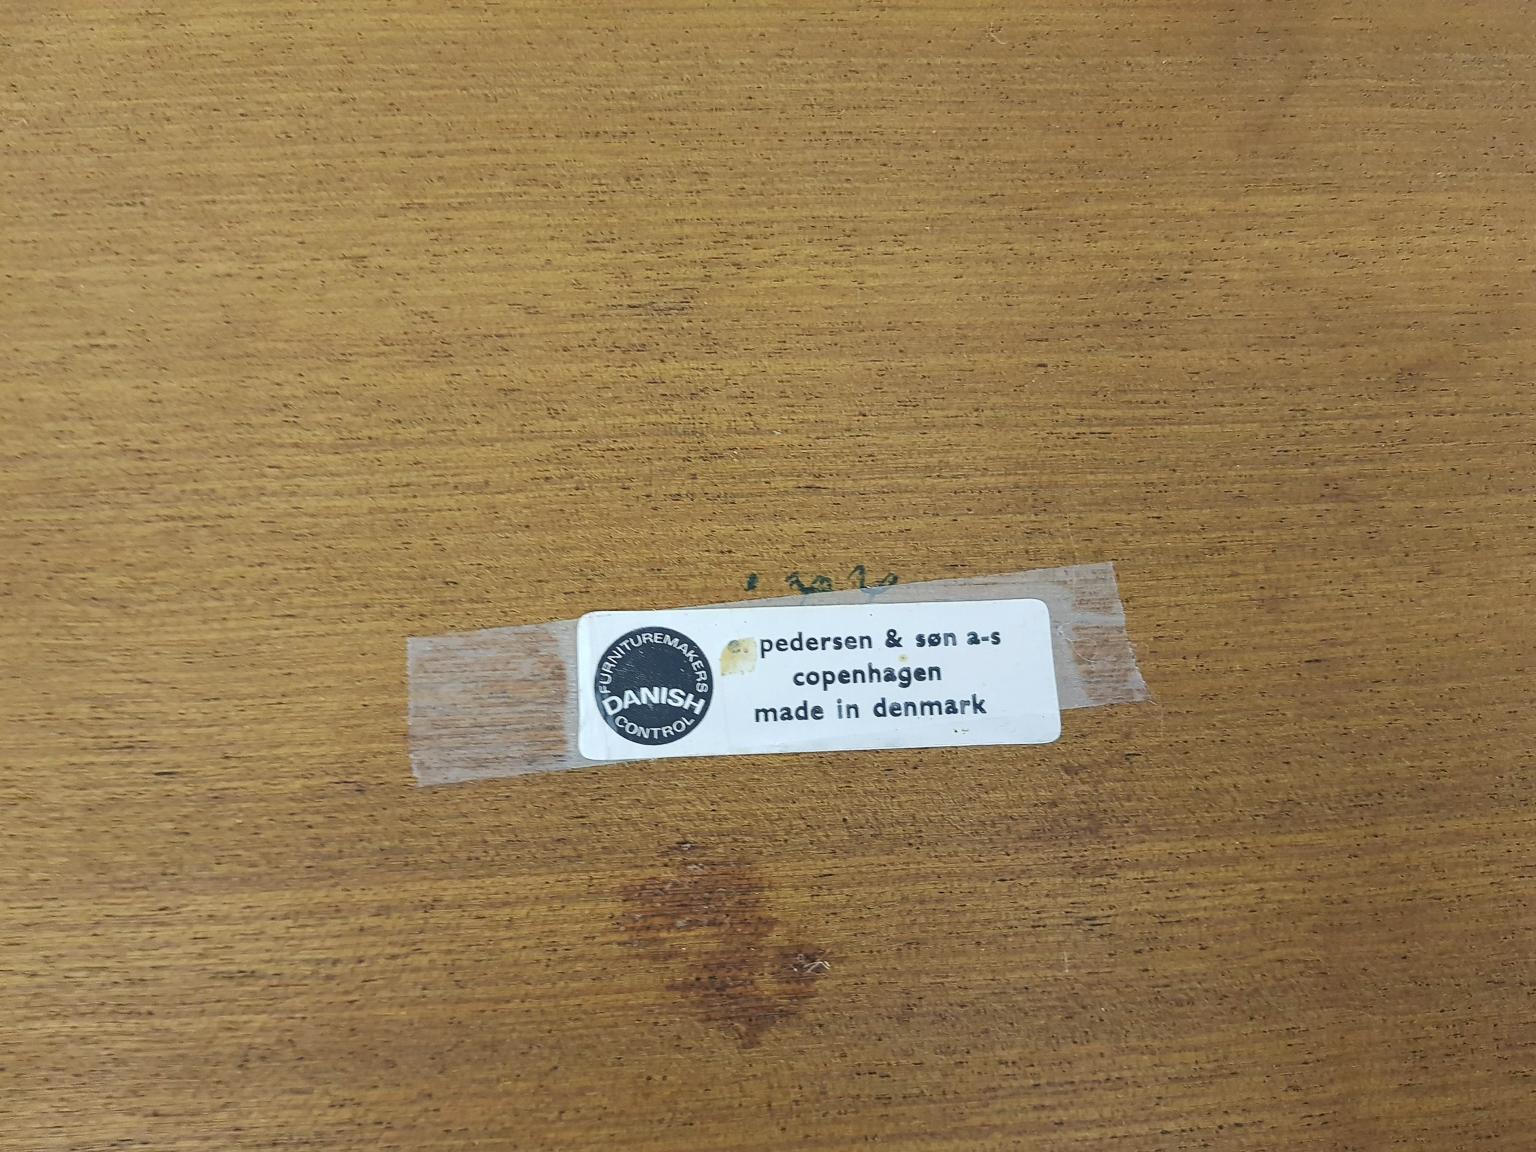 FURNITUREMAKERS
DANISH
CONTROL
e. pedersen & søn a-s
copenhagen
made in denmark